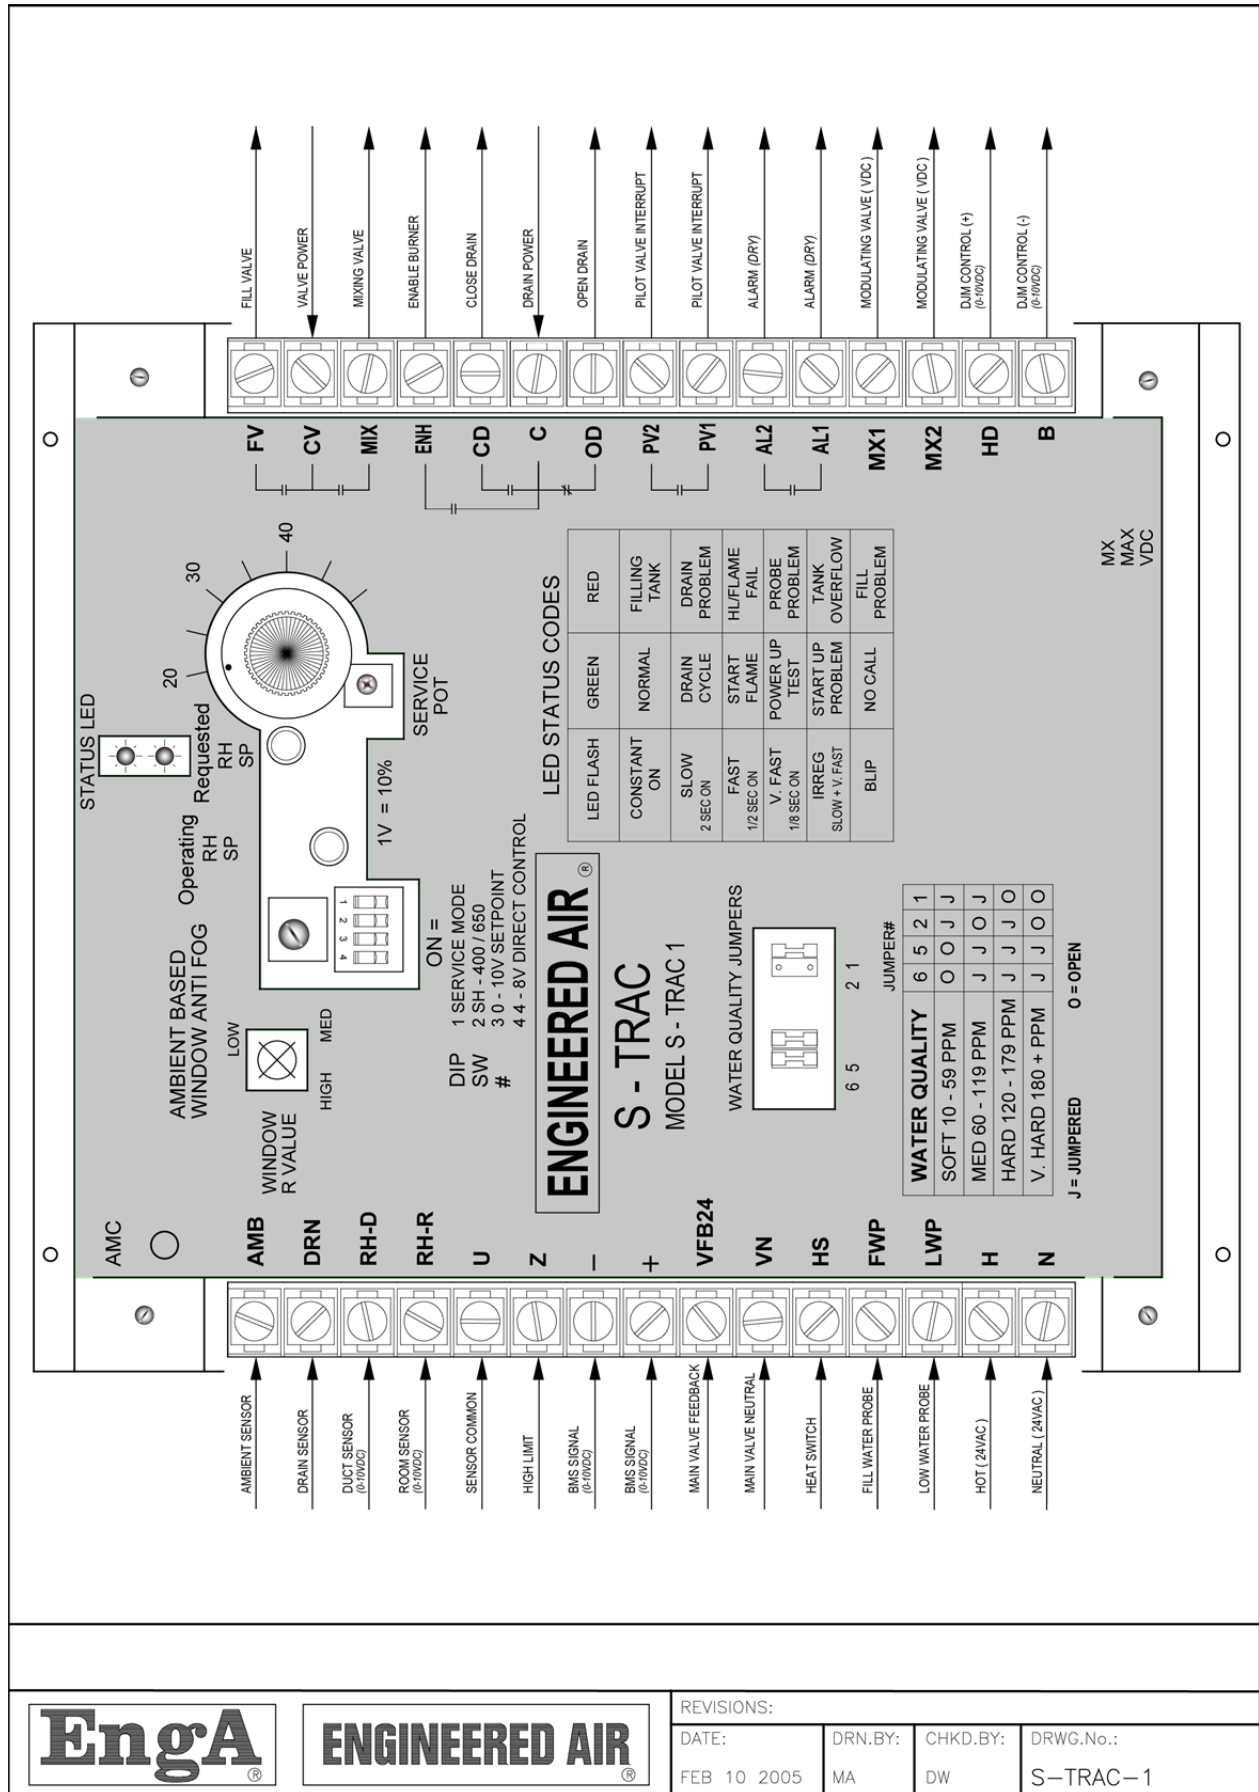 FILL VALVE
VALVE POWER
MIXING VALVE
ENABLE BURNER
CLOSE DRAIN
DRAIN POWER
OPEN DRAIN
PILOT VALVE INTERRUPT
PILOT VALVE INTERRUPT
ALARM (DRY)
ALARM (DRY)
MODULATING VALVE ( VDC )
MODULATING VALVE ( VDC )
DJM CONTROL (+)
(0-10VDC)
DJM CONTROL (-)
(0-10VDC)
FV
CV
MIX
ENH
CD
C
OD
PV2
PV1
AL2
AL1
MX1
MX2
HD
B
MX
MAX
VDC
STATUS LED
20
30
40
Requested
RH
SP
Operating
RH
SP
SERVICE
POT
1V = 10%
AMBIENT BASED
WINDOW ANTI FOG
LOW
MED
HIGH
WINDOW
R VALUE
AMC
1
2
3
4
ON =
DIP
SW
#
1 SERVICE MODE
2 SH - 400 / 650
3 0 - 10V SETPOINT
4 4 - 8V DIRECT CONTROL
LED STATUS CODES
LED FLASH GREEN RED
CONSTANT ON NORMAL FILLING TANK
SLOW 2 SEC ON DRAIN CYCLE DRAIN PROBLEM
FAST 1/2 SEC ON START FLAME HL/FLAME FAIL
V. FAST 1/8 SEC ON POWER UP TEST PROBE PROBLEM
IRREG SLOW + V. FAST START UP PROBLEM TANK OVERFLOW
BLIP NO CALL FILL PROBLEM
ENGINEERED AIR ®
S - TRAC
MODEL S - TRAC 1
WATER QUALITY JUMPERS
6 5 2 1
JUMPER#
WATER QUALITY 6 5 2 1
SOFT 10 - 59 PPM O O J J
MED 60 - 119 PPM J J O J
HARD 120 - 179 PPM J J J O
V. HARD 180 + PPM J J O O
J = JUMPERED O = OPEN
AMB
DRN
RH-D
RH-R
U
Z
–
+
VFB24
VN
HS
FWP
LWP
H
N
AMBIENT SENSOR
DRAIN SENSOR
DUCT SENSOR
(0-10VDC)
ROOM SENSOR
(0-10VDC)
SENSOR COMMON
HIGH LIMIT
BMS SIGNAL
(0-10VDC)
BMS SIGNAL
(0-10VDC)
MAIN VALVE FEEDBACK
MAIN VALVE NEUTRAL
HEAT SWITCH
FILL WATER PROBE
LOW WATER PROBE
HOT ( 24VAC )
NEUTRAL ( 24VAC )
EngA ®
ENGINEERED AIR ®
REVISIONS:
DATE: DRN.BY: CHKD.BY: DRWG.No.:
FEB 10 2005 MA DW S-TRAC-1